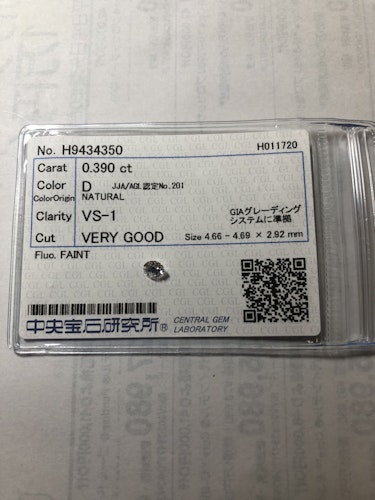 No. H9434350 H011720
Carat 0.390 ct
Color D JJA/AGL認定No.201
ColorOrigin NATURAL
Clarity VS-1 GIAグレーディング
システムに準拠
Cut VERY GOOD Size 4.66 - 4.69 × 2.92 mm
Fluo. FAINT
中央宝石研究所® CENTRAL GEM
LABORATORY